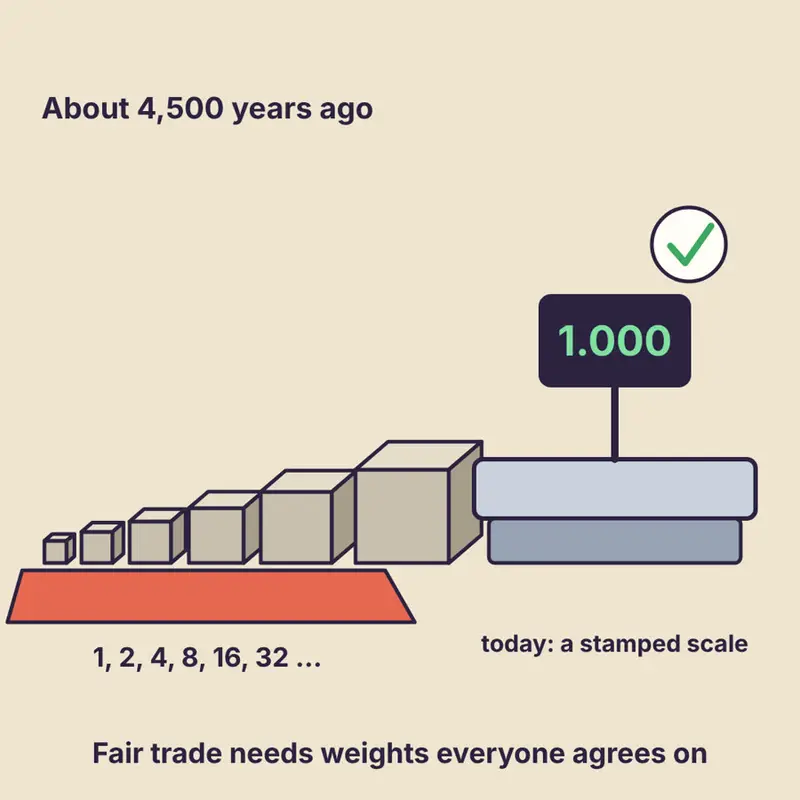 About 4,500 years ago
1.000
1, 2, 4, 8, 16, 32 ...
today: a stamped scale
Fair trade needs weights everyone agrees on